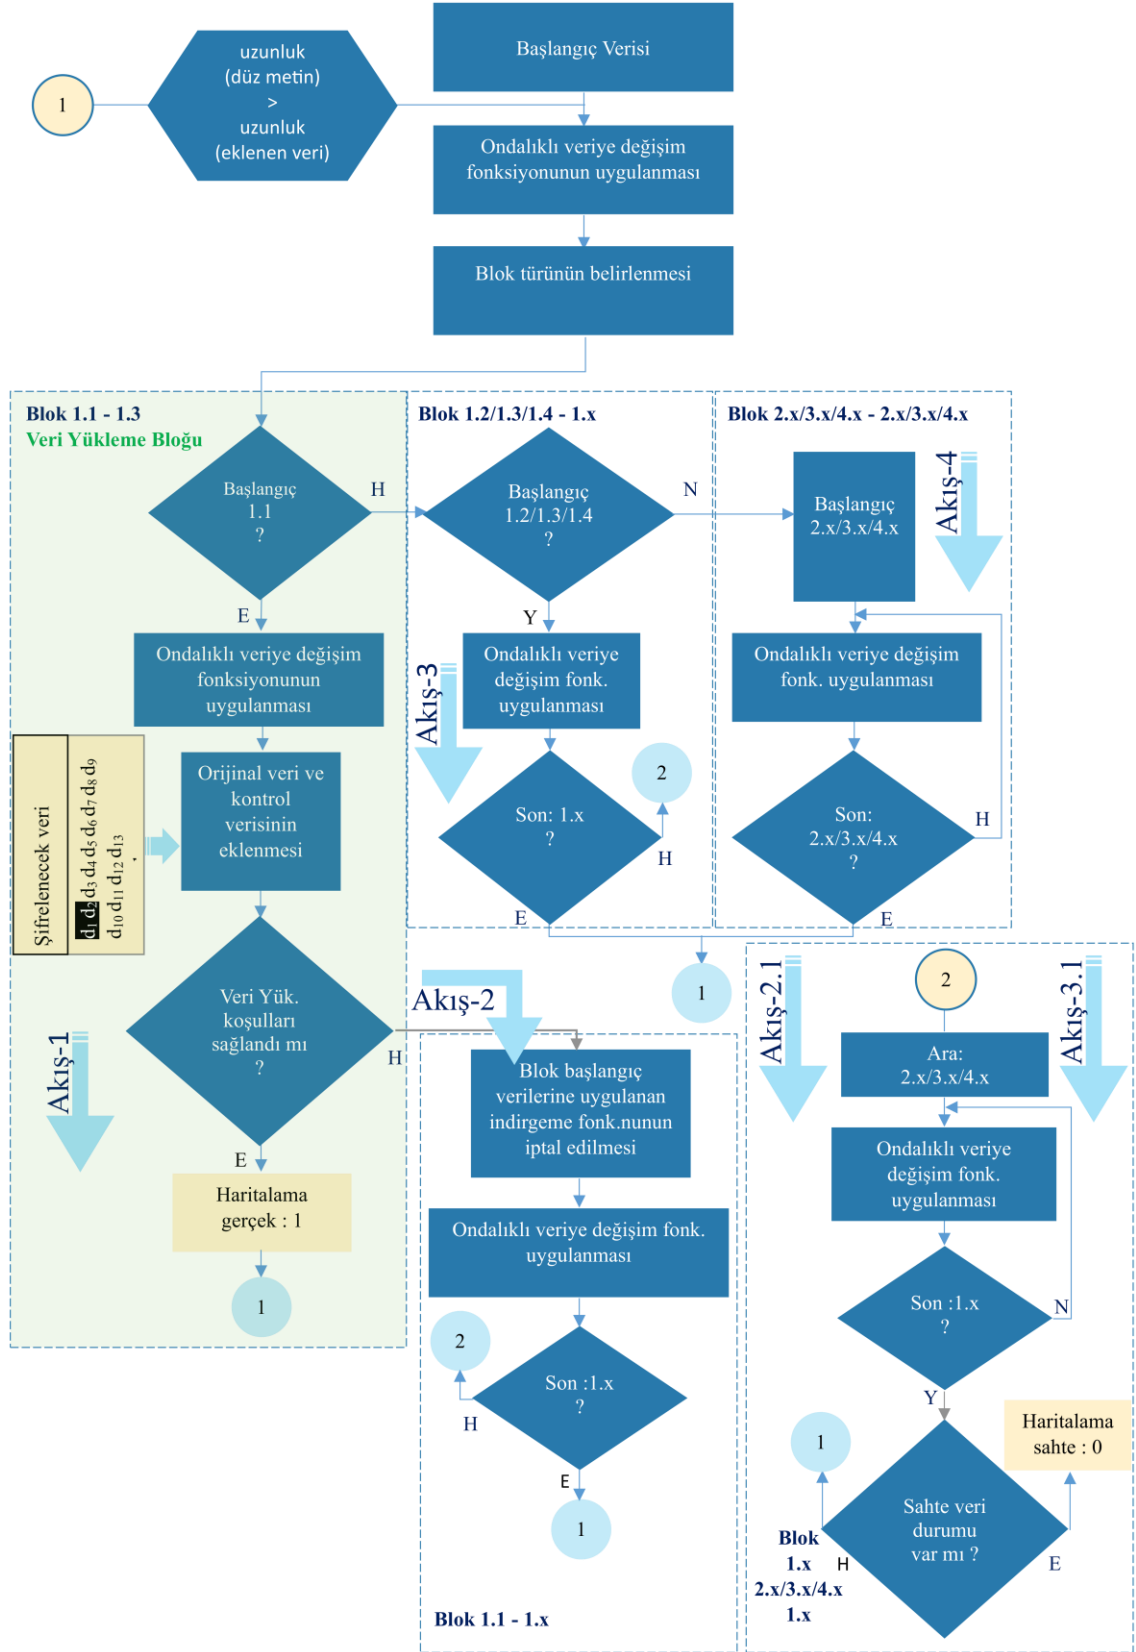 1
uzunluk
(düz metin)
>
uzunluk
(eklenen veri)
Başlangıç Verisi
Ondalıklı veriye değişim
fonksiyonunun uygulanması
Blok türünün belirlenmesi
Blok 1.1 - 1.3
Veri Yükleme Bloğu
Başlangıç
1.1
?
H
E
Ondalıklı veriye değişim
fonksiyonunun
uygulanması
Şifrelenecek veri
d1 d2 d3 d4 d5 d6 d7 d8 d9
d10 d11 d12 d13
Orijinal veri ve
kontrol
verisinin
eklenmesi
Veri Yük.
koşulları
sağlandı mı
?
H
E
Akış-1
Haritalama
gerçek : 1
1
Blok 1.2/1.3/1.4 - 1.x
Başlangıç
1.2/1.3/1.4
?
N
Y
Akış-3
Ondalıklı veriye
değişim fonk.
uygulanması
2
Son: 1.x
?
H
E
Blok 2.x/3.x/4.x - 2.x/3.x/4.x
Başlangıç
2.x/3.x/4.x
Akış-4
Ondalıklı veriye değişim
fonk. uygulanması
Son:
2.x/3.x/4.x
?
H
E
1
Akış-2
Blok başlangıç
verilerine uygulanan
indirgeme fonk.nunun
iptal edilmesi
Ondalıklı veriye değişim fonk.
uygulanması
2
Son :1.x
?
H
E
1
Blok 1.1 - 1.x
Akış-2.1
2
Akış-3.1
Ara:
2.x/3.x/4.x
Ondalıklı veriye
değişim fonk.
uygulanması
Son :1.x
?
N
Y
1
Haritalama
sahte : 0
Sahte veri
durumu
var mı ?
H
E
Blok
1.x
2.x/3.x/4.x
1.x